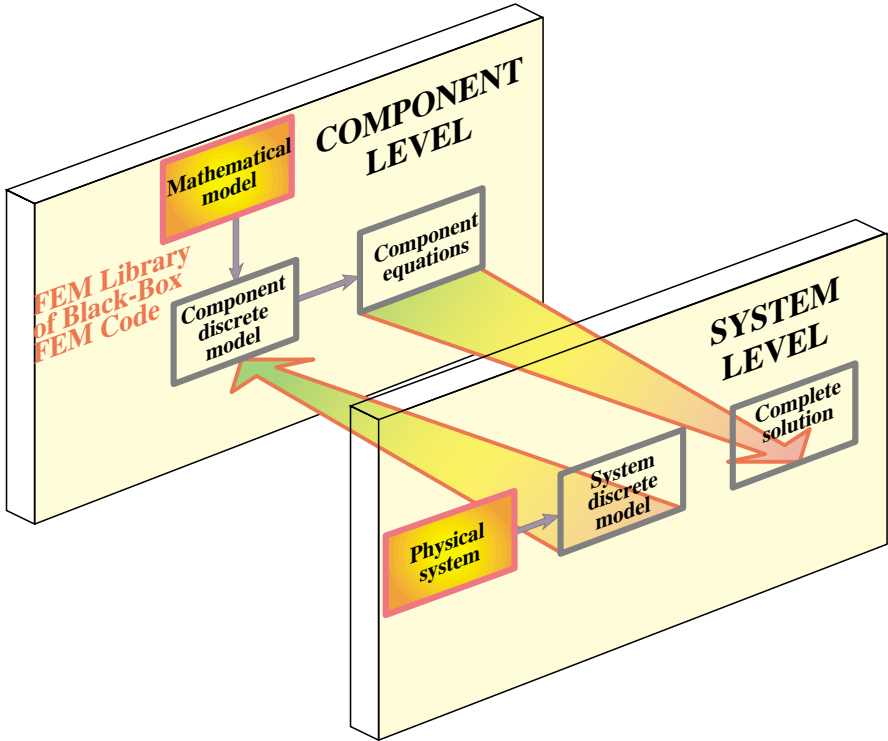 COMPONENT
LEVEL
Mathematical
model
Component
equations
FEM Library
of Black-Box
FEM Code
Component
discrete
model
SYSTEM
LEVEL
Complete
solution
System
discrete
model
Physical
system